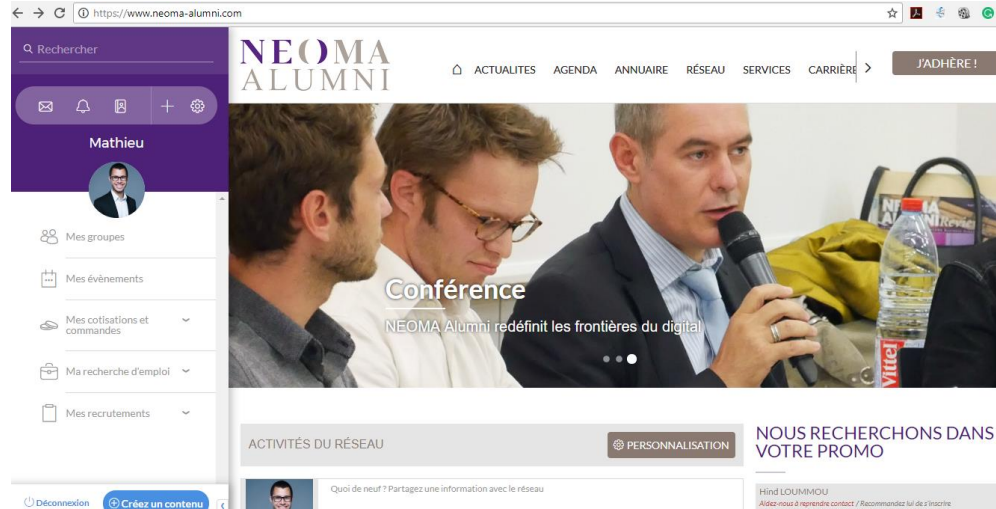 https://www.neoma-alumni.com
Rechercher
Mathieu
Mes groupes
Mes évènements
Mes cotisations et
commandes
Ma recherche d'emploi
Mes recrutements
Déconnexion
Créez un contenu
NEOMA
ALUMNI
ACTUALITES AGENDA ANNUAIRE RÉSEAU SERVICES CARRIÈRE
J'ADHÈRE !
Conférence
NEOMA Alumni redéfinit les frontières du digital
Vittel
ACTIVITÉS DU RÉSEAU
PERSONNALISATION
Quoi de neuf ? Partagez une information avec le réseau
NOUS RECHERCHONS DANS
VOTRE PROMO
Hind LOUMMOU
Aidez-nous à reprendre contact / Recommandez lui de s'inscrire